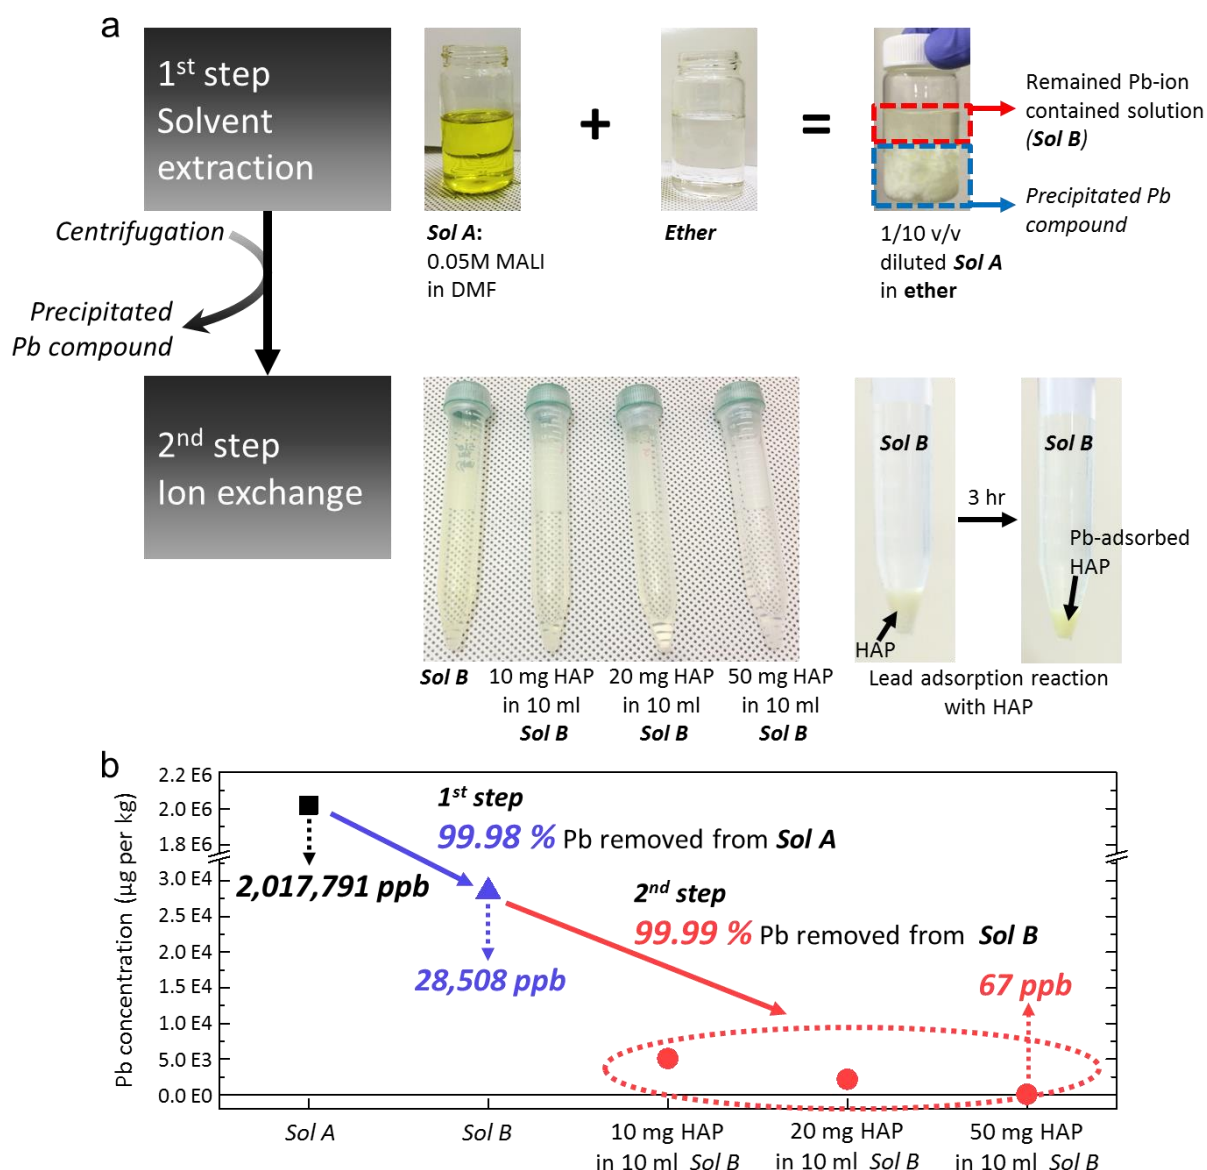 a
1st step
Solvent
extraction
Centrifugation
Precipitated
Pb compound
2nd step
Ion exchange
+
=
Sol A:
0.05M MALI
in DMF
Ether
1/10 v/v
diluted Sol A
in ether
Remained Pb-ion
contained solution
(Sol B)
Precipitated Pb
compound
Sol B
10 mg HAP
in 10 ml
Sol B
20 mg HAP
in 10 ml
Sol B
50 mg HAP
in 10 ml
Sol B
Sol B
3 hr
Sol B
HAP
Pb-adsorbed
HAP
Lead adsorption reaction
with HAP
b
Pb concentration (µg per kg)
2.2 E6
2.0 E6
1.8 E6
3.0 E4
2.5 E4
2.0 E4
1.5 E4
1.0 E4
5.0 E3
0.0 E0
2,017,791 ppb
1st step
99.98 % Pb removed from Sol A
28,508 ppb
2nd step
99.99 % Pb removed from Sol B
67 ppb
Sol A
Sol B
10 mg HAP
in 10 ml Sol B
20 mg HAP
in 10 ml Sol B
50 mg HAP
in 10 ml Sol B